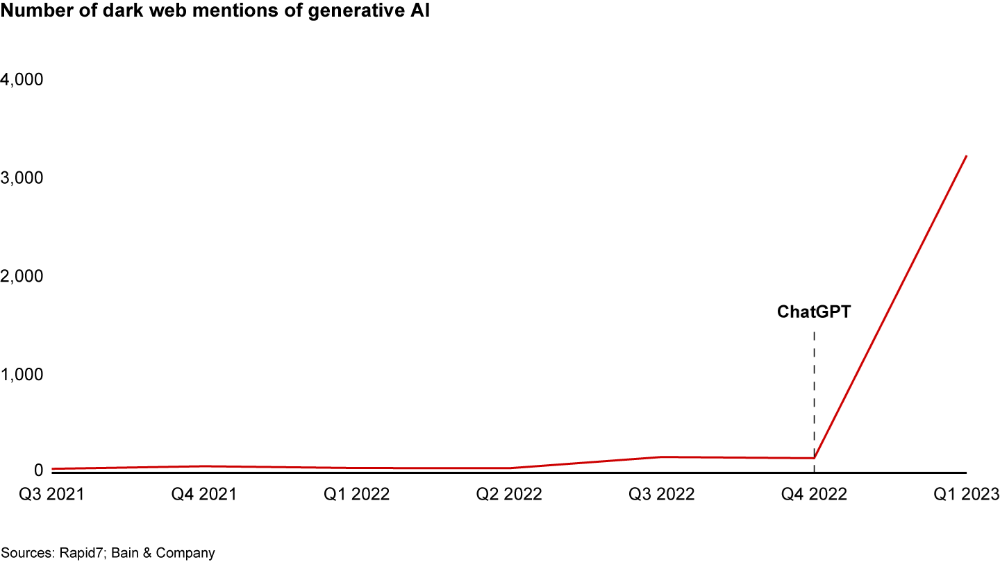 Number of dark web mentions of generative AI
4,000
3,000
2,000
ChatGPT
1,000
0
Q3 2021 Q4 2021 Q1 2022 Q2 2022 Q3 2022 Q4 2022 Q1 2023
Sources: Rapid7; Bain & Company